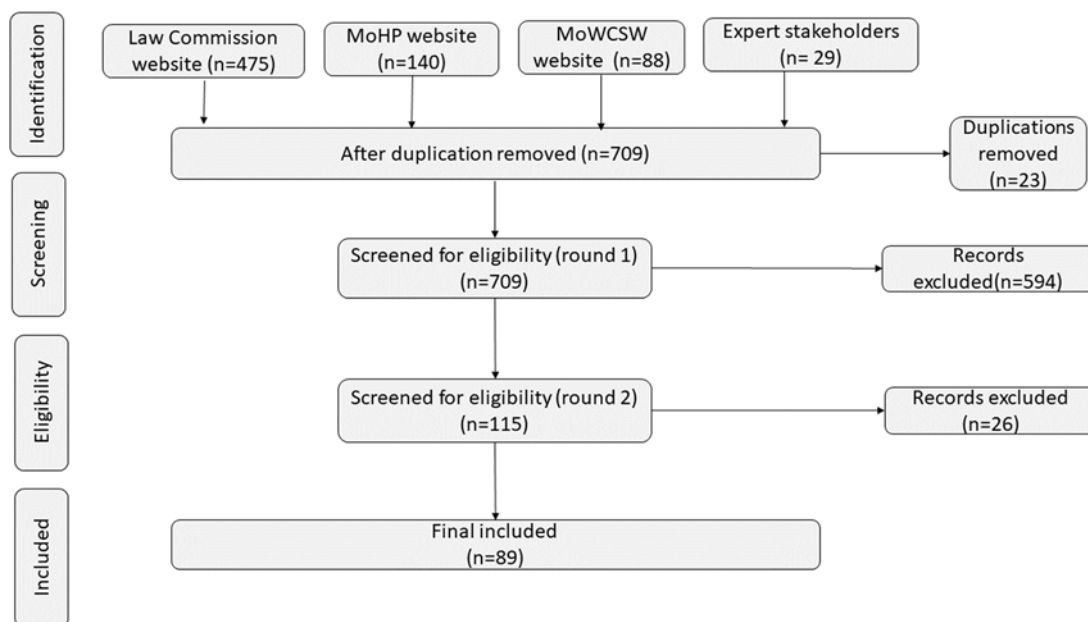 Identification
Law Commission
website (n=475)
MoHP website
(n=140)
MoWCSW
website (n=88)
Expert stakeholders
(n= 29)
After duplication removed (n=709)
Duplications
removed
(n=23)
Screening
Screened for eligibility (round 1)
(n=709)
Records
excluded(n=594)
Eligibility
Screened for eligibility (round 2)
(n=115)
Records excluded
(n=26)
Included
Final included
(n=89)